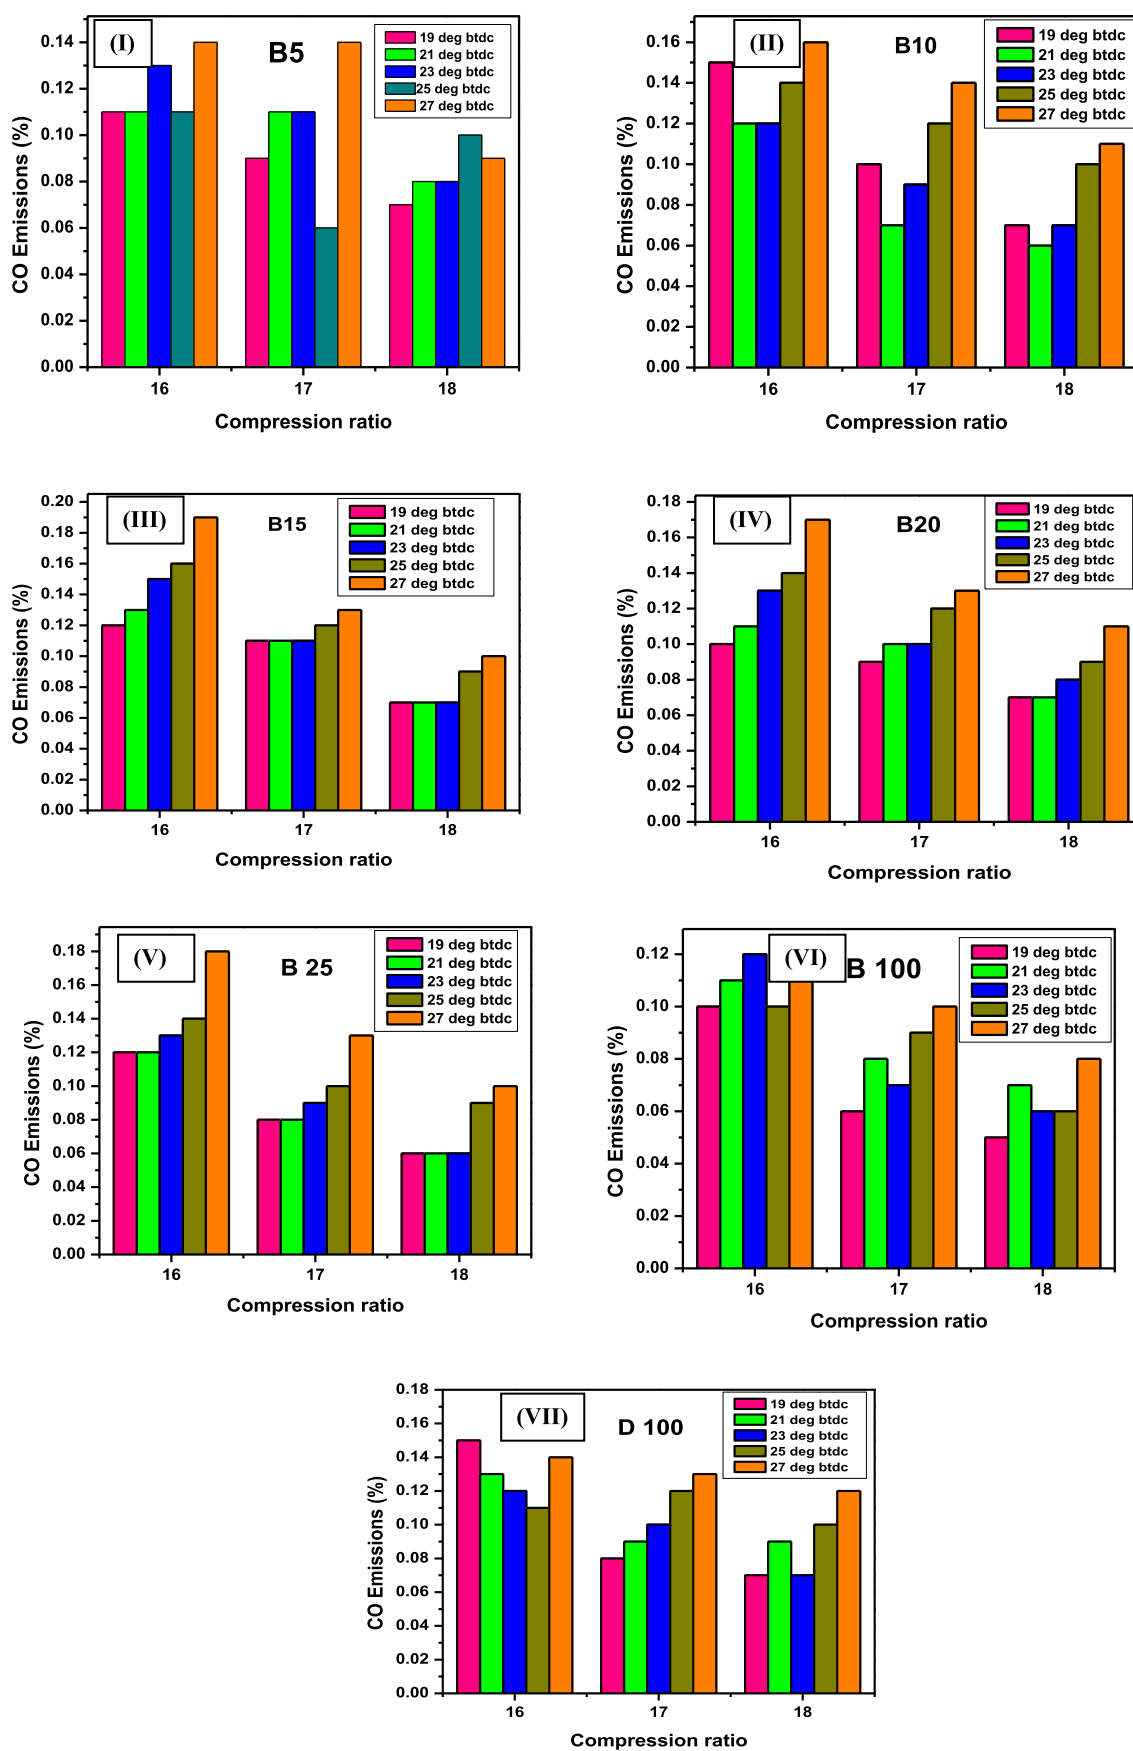 (I)
B5
19 deg btdc
21 deg btdc
23 deg btdc
25 deg btdc
27 deg btdc
0.14
0.12
0.10
0.08
0.06
0.04
0.02
0.00
CO Emissions (%)
16 17 18
Compression ratio
(II)
B10
19 deg btdc
21 deg btdc
23 deg btdc
25 deg btdc
27 deg btdc
0.16
0.14
0.12
0.10
0.08
0.06
0.04
0.02
0.00
CO Emissions (%)
16 17 18
Compression ratio
(III)
B15
19 deg btdc
21 deg btdc
23 deg btdc
25 deg btdc
27 deg btdc
0.20
0.18
0.16
0.14
0.12
0.10
0.08
0.06
0.04
0.02
0.00
CO Emissions (%)
16 17 18
Compression ratio
(IV)
B20
19 deg btdc
21 deg btdc
23 deg btdc
25 deg btdc
27 deg btdc
0.18
0.16
0.14
0.12
0.10
0.08
0.06
0.04
0.02
0.00
CO Emissions (%)
16 17 18
Compression ratio
(V)
B 25
19 deg btdc
21 deg btdc
23 deg btdc
25 deg btdc
27 deg btdc
0.18
0.16
0.14
0.12
0.10
0.08
0.06
0.04
0.02
0.00
CO Emissions (%)
16 17 18
Compression ratio
(VI)
B 100
19 deg btdc
21 deg btdc
23 deg btdc
25 deg btdc
27 deg btdc
0.12
0.10
0.08
0.06
0.04
0.02
0.00
CO Emissions (%)
16 17 18
Compression ratio
(VII)
D 100
19 deg btdc
21 deg btdc
23 deg btdc
25 deg btdc
27 deg btdc
0.18
0.16
0.14
0.12
0.10
0.08
0.06
0.04
0.02
0.00
CO Emissions (%)
16 17 18
Compression ratio